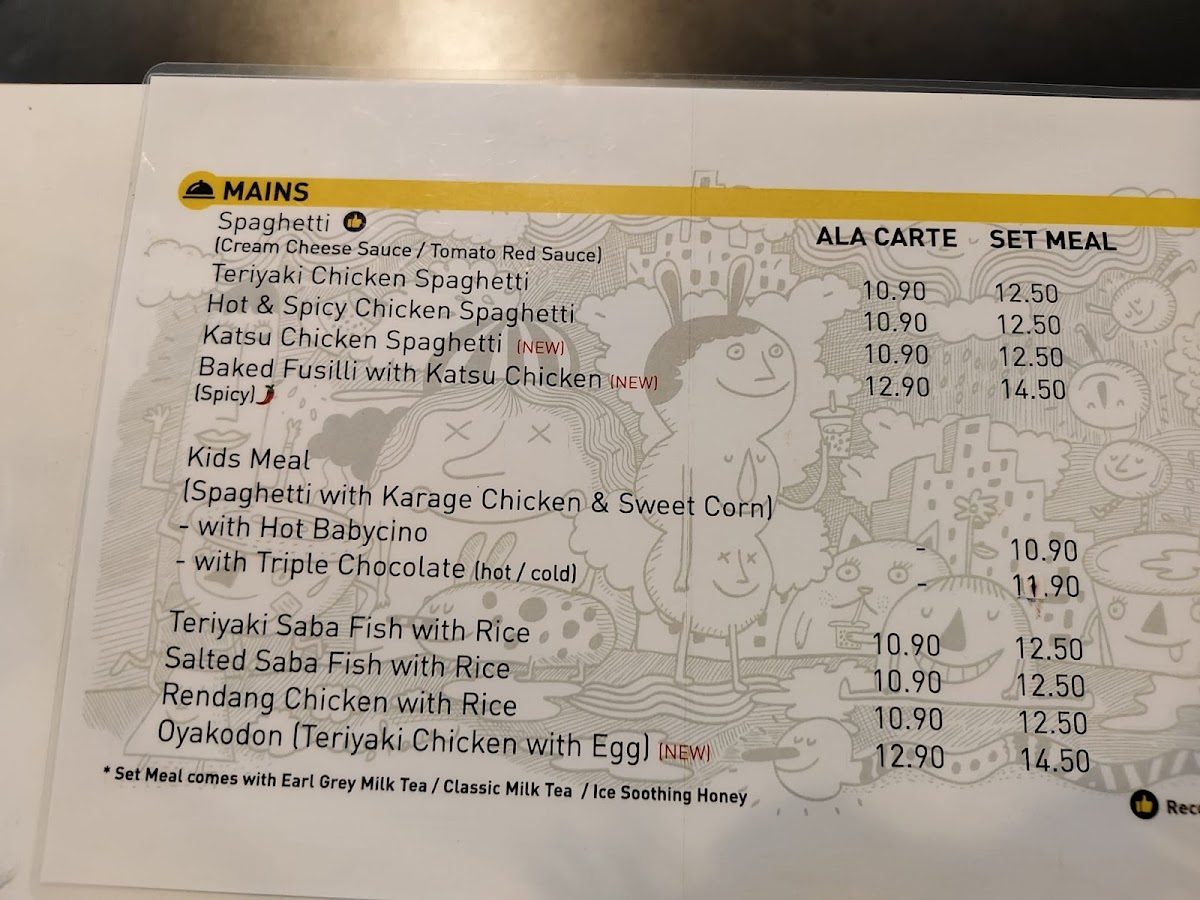 MAINS
Spaghetti
(Cream Cheese Sauce / Tomato Red Sauce)
ALA CARTE SET MEAL
Teriyaki Chicken Spaghetti 10.90 12.50
Hot & Spicy Chicken Spaghetti 10.90 12.50
Katsu Chicken Spaghetti (NEW) 10.90 12.50
Baked Fusilli with Katsu Chicken (NEW) 12.90 14.50
(Spicy)
Kids Meal
(Spaghetti with Karage Chicken & Sweet Corn)
- with Hot Babycino - 10.90
- with Triple Chocolate (hot / cold) - 11.90
Teriyaki Saba Fish with Rice 10.90 12.50
Salted Saba Fish with Rice 10.90 12.50
Rendang Chicken with Rice 10.90 12.50
Oyakodon (Teriyaki Chicken with Egg) (NEW) 12.90 14.50
* Set Meal comes with Earl Grey Milk Tea / Classic Milk Tea / Ice Soothing Honey